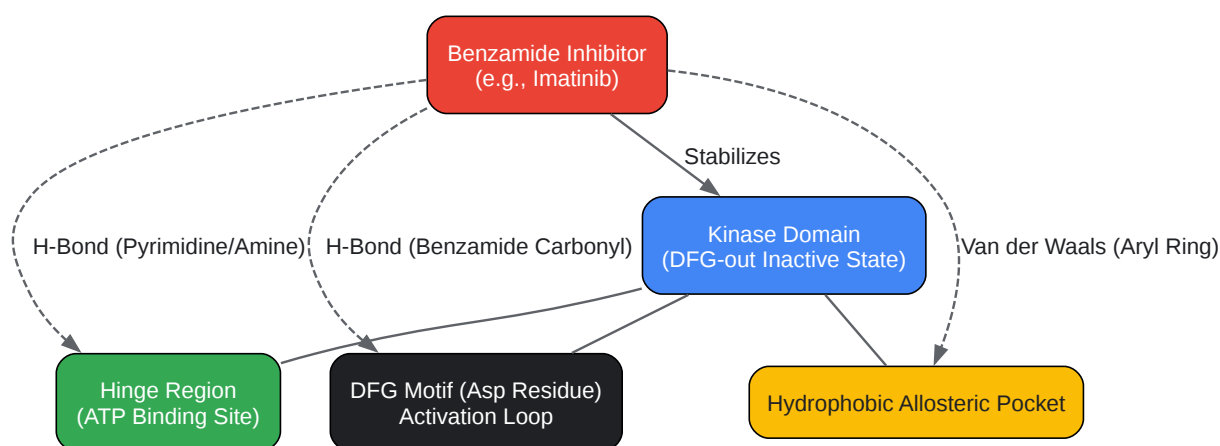 Benzamide Inhibitor
(e.g., Imatinib)
Stabilizes
H-Bond (Pyrimidine/Amine)
H-Bond (Benzamide Carbonyl)
Kinase Domain
(DFG-out Inactive State)
Van der Waals (Aryl Ring)
Hinge Region
(ATP Binding Site)
DFG Motif (Asp Residue)
Activation Loop
Hydrophobic Allosteric Pocket